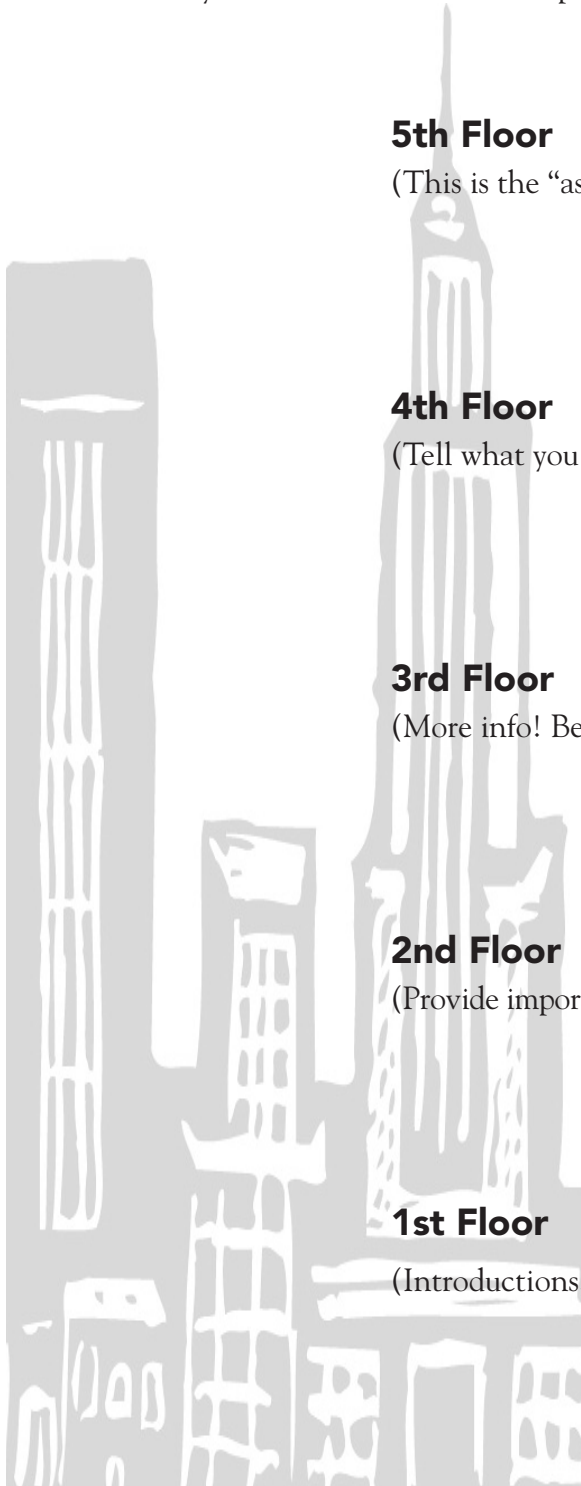 5th Floor
(This is the “as
4th Floor
(Tell what you
3rd Floor
(More info! Be
2nd Floor
(Provide impor
1st Floor
(Introductions